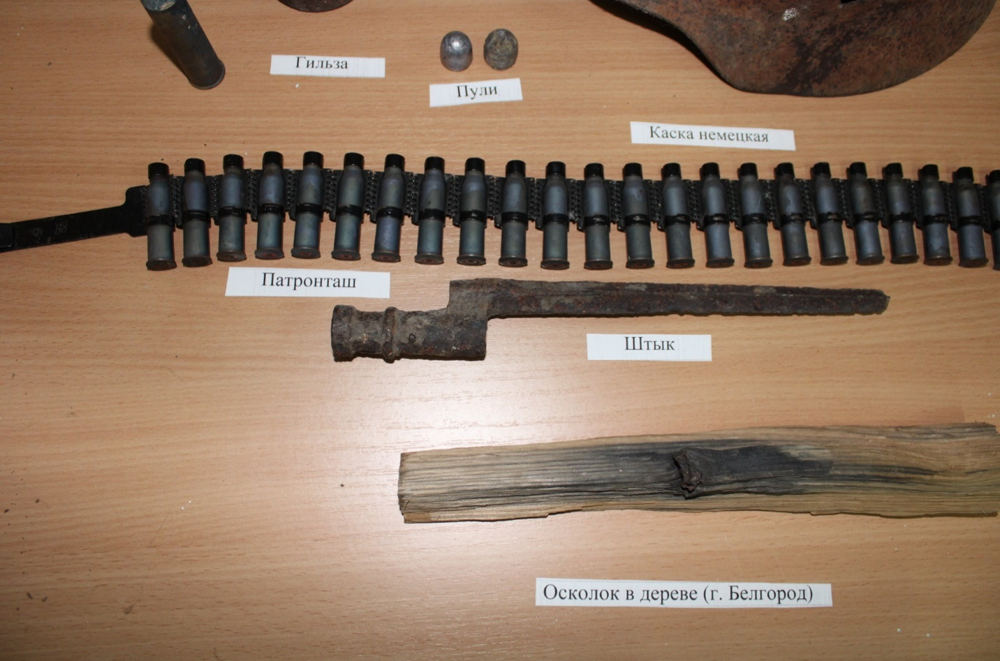 Гильза
Пули
Каска немецкая
Патронташ
Штык
Осколок в дереве (г. Белгород)